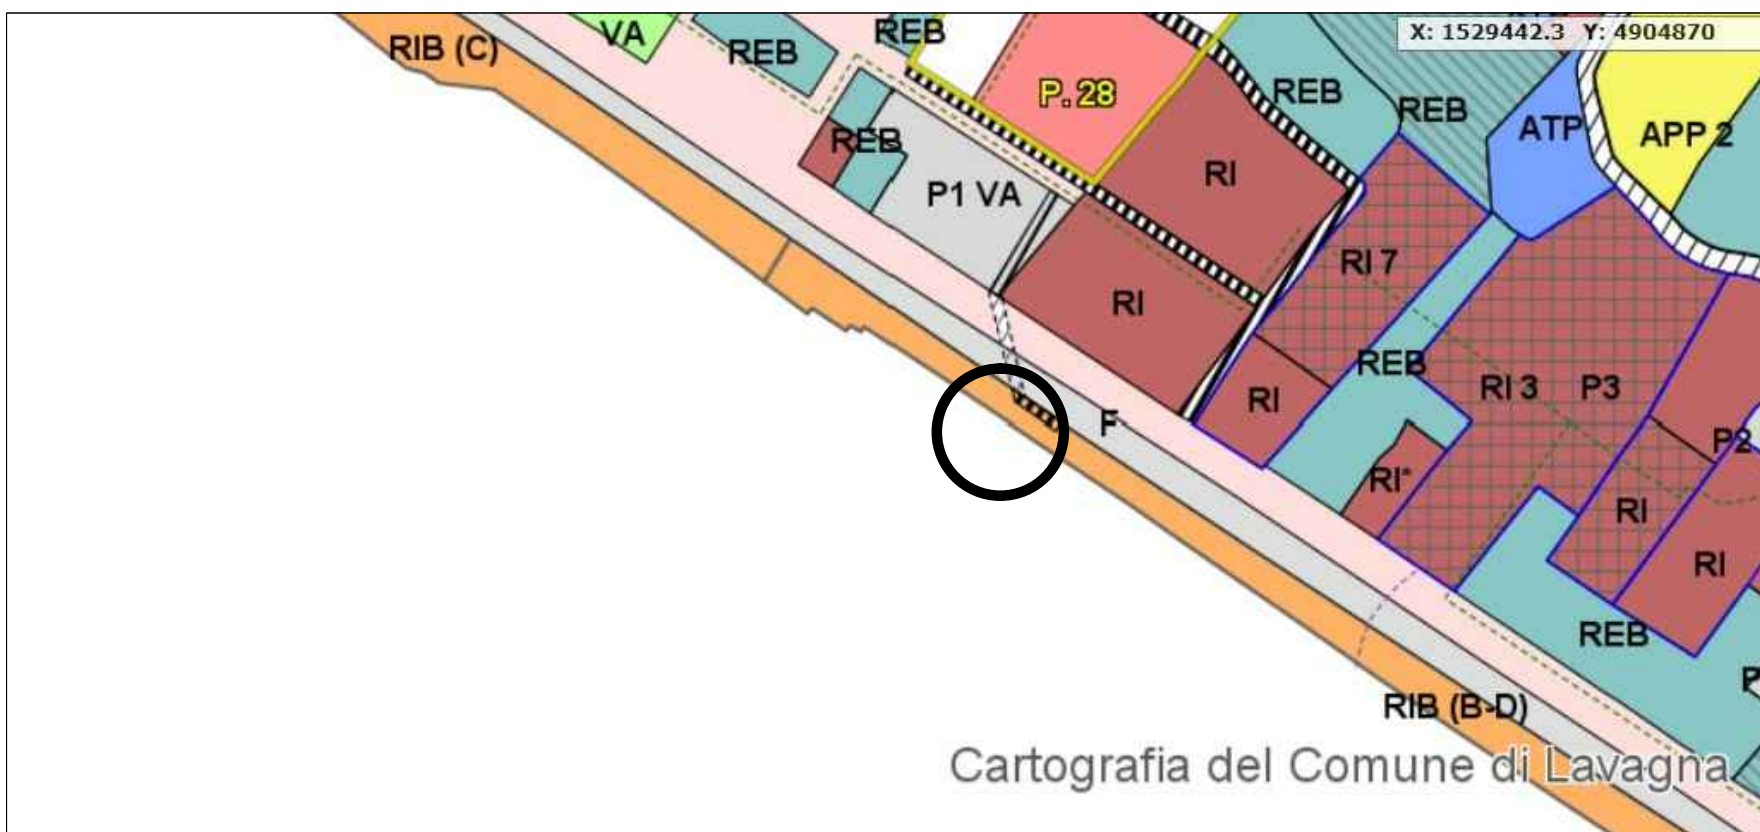 RIB (C)
VA
REB
REB
P. 28
X: 1529442.3 Y: 4904870
REB
REB
ATP
APP 2
REB
P1 VA
RI
RI 7
RI
REB
RI
RI 3
P3
F
P2
RI*
RI
RI
REB
RIB (B-D)
Cartografia del Comune di Lavagna